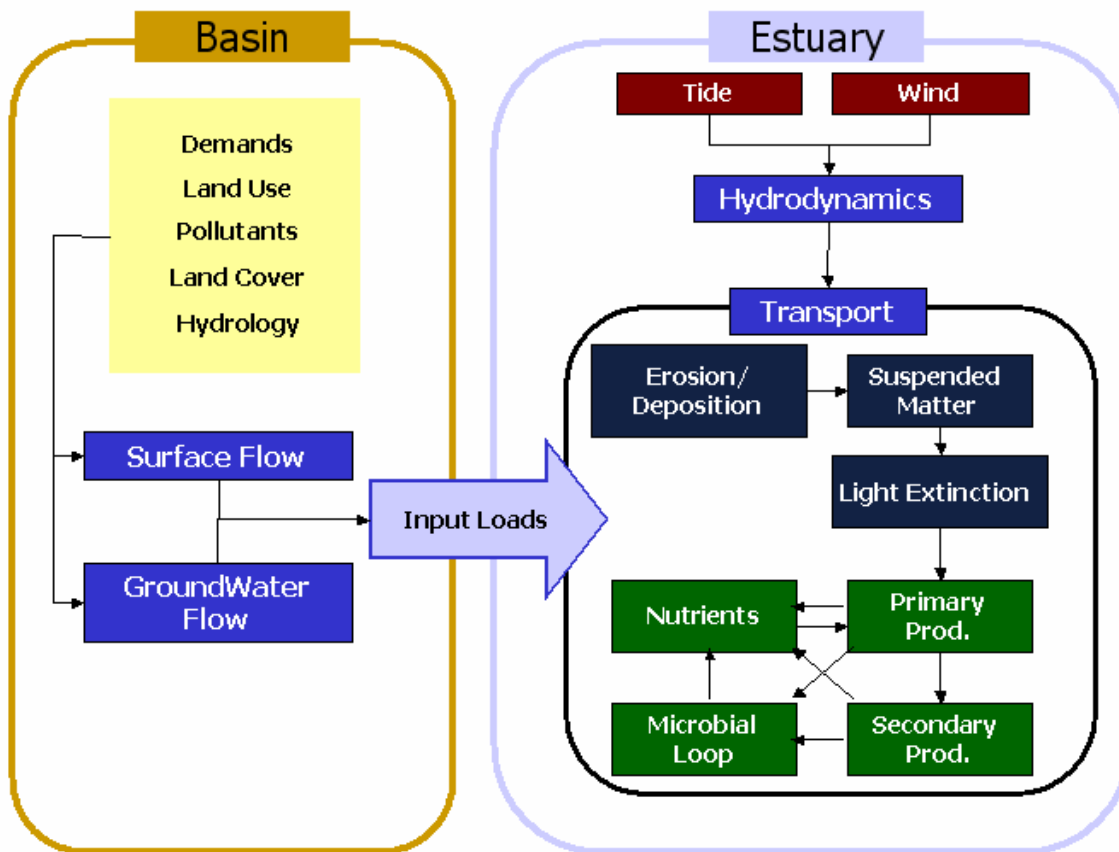 Basin
Demands
Land Use
Pollutants
Land Cover
Hydrology
Surface Flow
GroundWater
Flow
Input Loads
Estuary
Tide
Wind
Hydrodynamics
Transport
Erosion/
Deposition
Suspended
Matter
Light Extinction
Nutrients
Primary
Prod.
Microbial
Loop
Secondary
Prod.